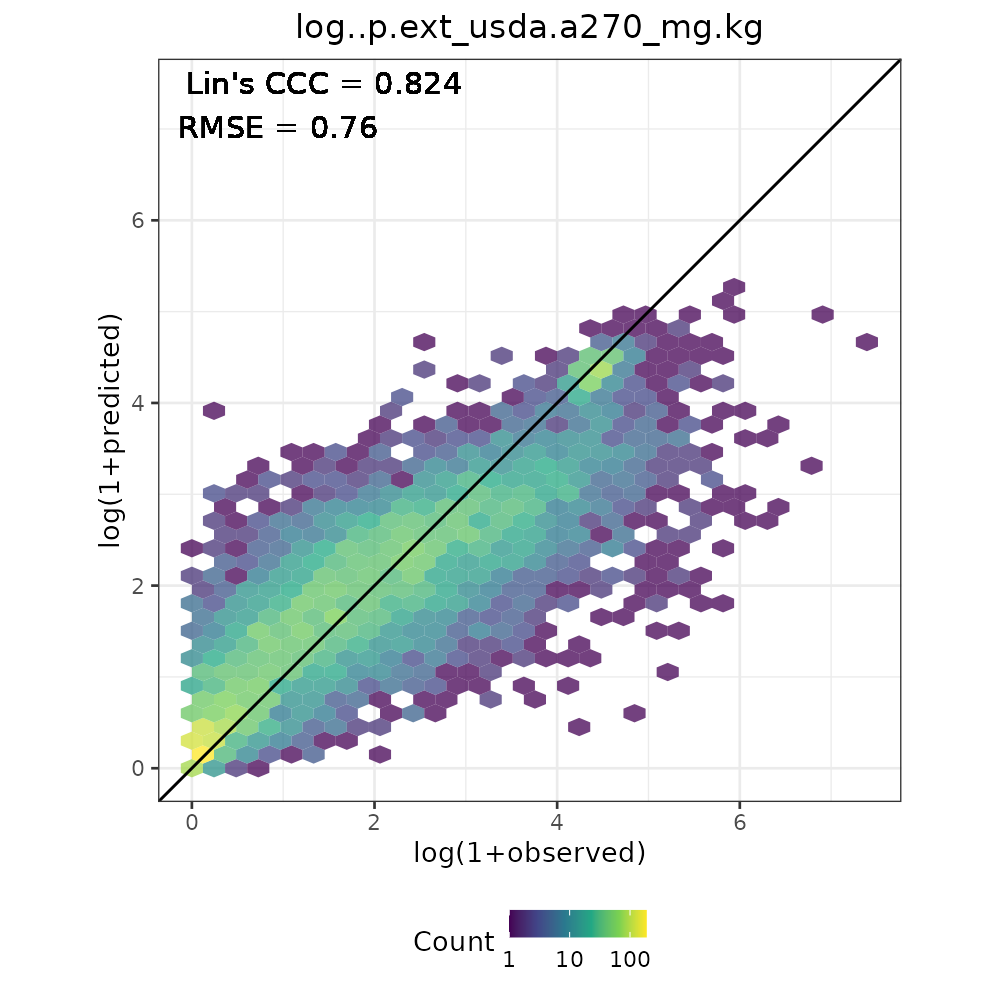 log..p.ext_usda.a270_mg.kg
Lin's CCC = 0.824
RMSE = 0.76
6
4
2
0
log(1+predicted)
0 2 4 6
log(1+observed)
Count
1 10 100